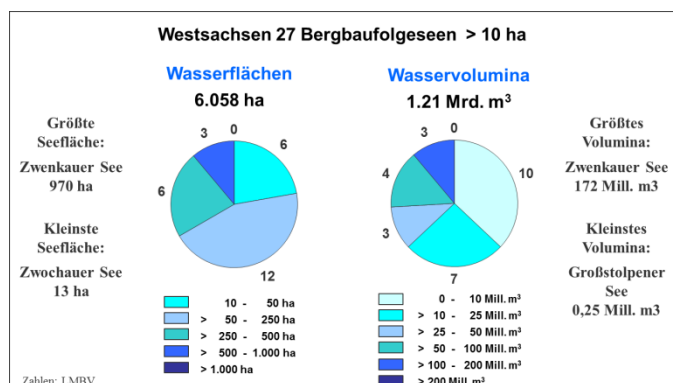 Westsachsen 27 Bergbaufolgeseen > 10 ha
Wasserflächen
6.058 ha
Größte
Seefläche:
Zwenkauer See
970 ha
Kleinste
Seefläche:
Zwochauer See
13 ha
0
6
12
6
3
10 - 50 ha
> 50 - 250 ha
> 250 - 500 ha
> 500 - 1.000 ha
> 1.000 ha
Wasservolumina
1.21 Mrd. m³
0
10
7
3
4
3
0 - 10 Mill. m³
> 10 - 25 Mill. m³
> 25 - 50 Mill. m³
> 50 - 100 Mill. m³
> 100 - 200 Mill. m³
> 200 Mill. m³
Größtes
Volumina:
Zwenkauer See
172 Mill. m3
Kleinstes
Volumina:
Großstolpener
See
0,25 Mill. m3
Zahlen: LMBV